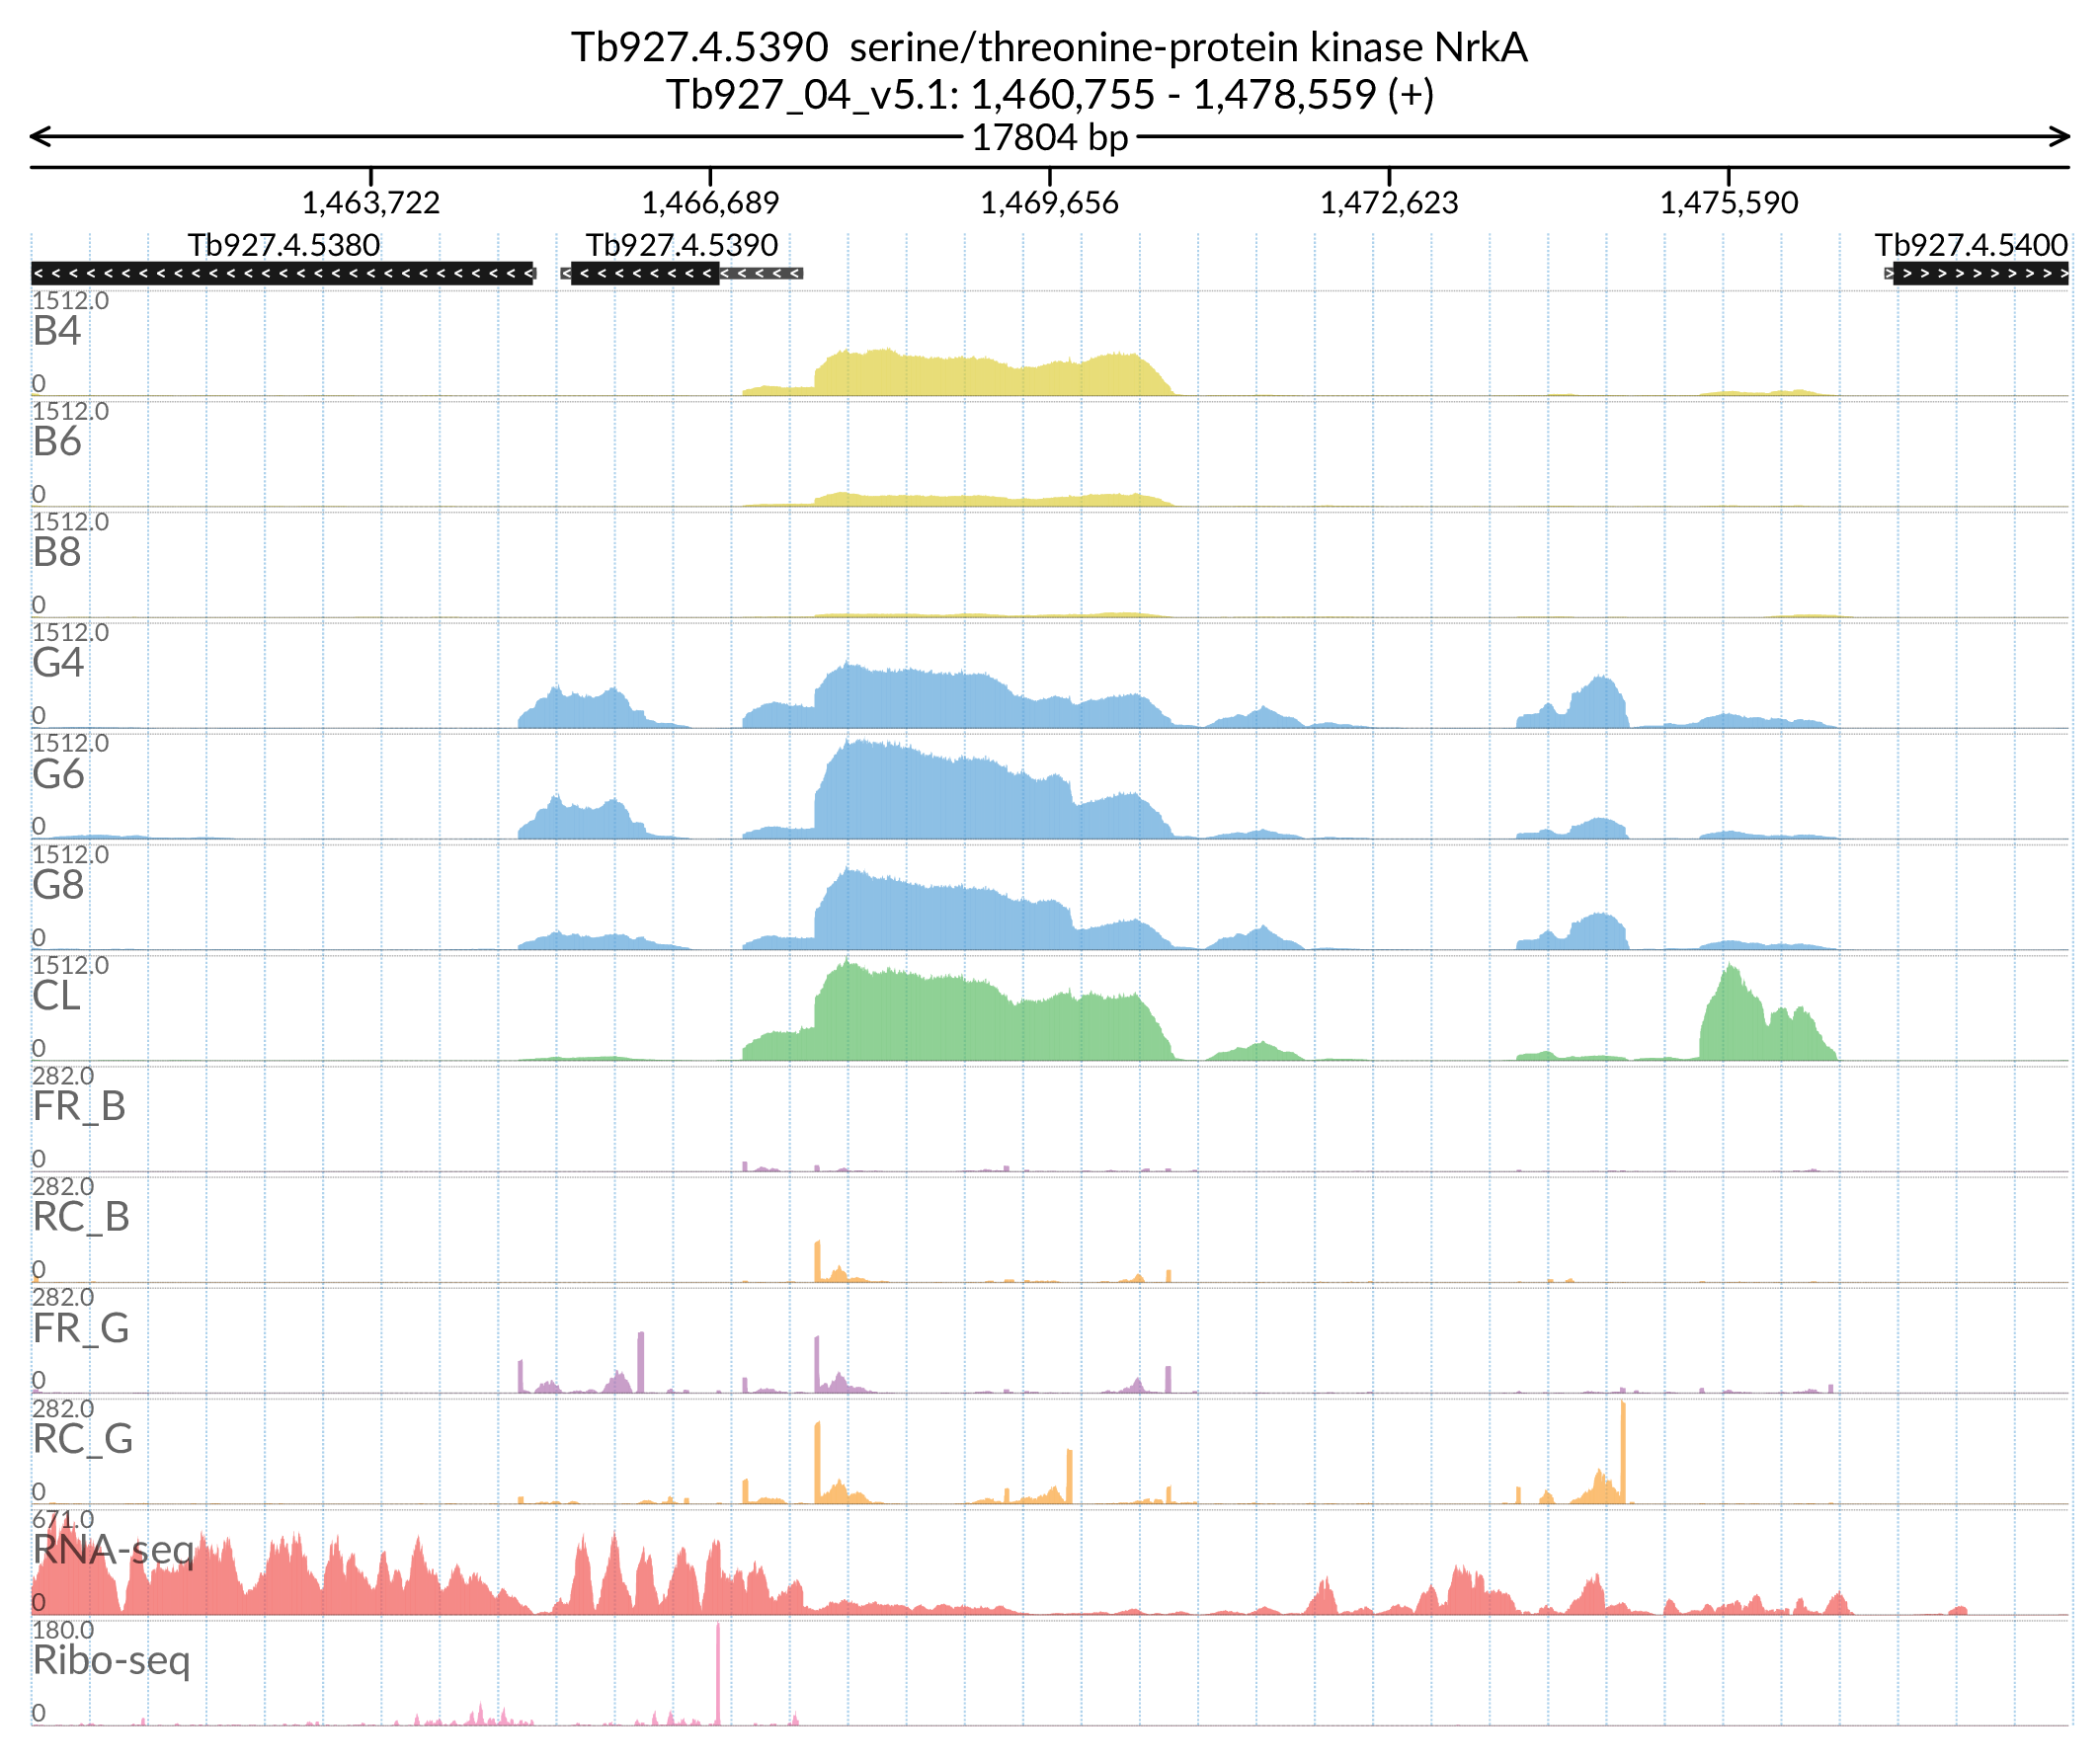 Tb927.4.5390 serine/threonine-protein kinase NrkA
Tb927_04_v5.1: 1,460,755 - 1,478,559 (+)
17804 bp
1,463,722 1,466,689 1,469,656 1,472,623 1,475,590
Tb927.4.5380 Tb927.4.5390 Tb927.4.5400
1512.0
B4
0
1512.0
B6
0
1512.0
B8
0
1512.0
G4
0
1512.0
G6
0
1512.0
G8
0
1512.0
CL
0
282.0
FR_B
0
282.0
RC_B
0
282.0
FR_G
0
282.0
RC_G
0
671.0
RNA-seq
0
180.0
Ribo-seq
0